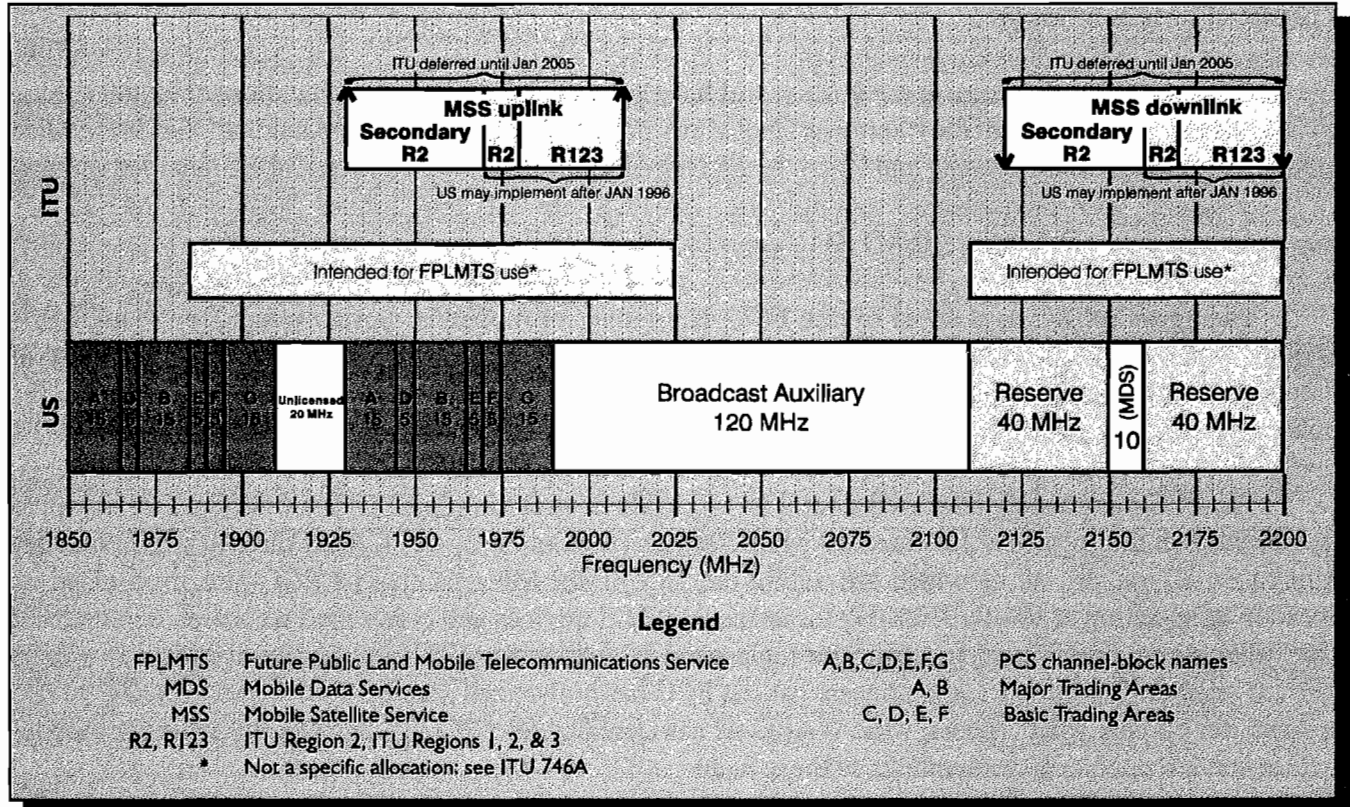 ITU deferred until Jan 2005
ITU deferred until Jan 2005
MSS uplink
Secondary
R2
R2
R123
MSS downlink
Secondary
R2
R2
R123
US may implement after JAN 1996
US may implement after JAN 1996
ITU
Intended for FPLMTS use*
Intended for FPLMTS use*
US
A D B E F
15 5 15 5 5 15
Unlicensed
20 MHz
A D B E F G
15 5 15 5 5 15
Broadcast Auxiliary
120 MHz
Reserve
40 MHz
(MDS)
10
Reserve
40 MHz
1850 1875 1900 1925 1950 1975 2000 2025 2050 2075 2100 2125 2150 2175 2200
Frequency (MHz)
Legend
FPLMTS Future Public Land Mobile Telecommunications Service
MDS Mobile Data Services
MSS Mobile Satellite Service
R2, R123 ITU Region 2, ITU Regions 1, 2, & 3
* Not a specific allocation; see ITU 746A
A,B,C,D,E,F,G PCS channel-block names
A, B Major Trading Areas
C, D, E, F Basic Trading Areas